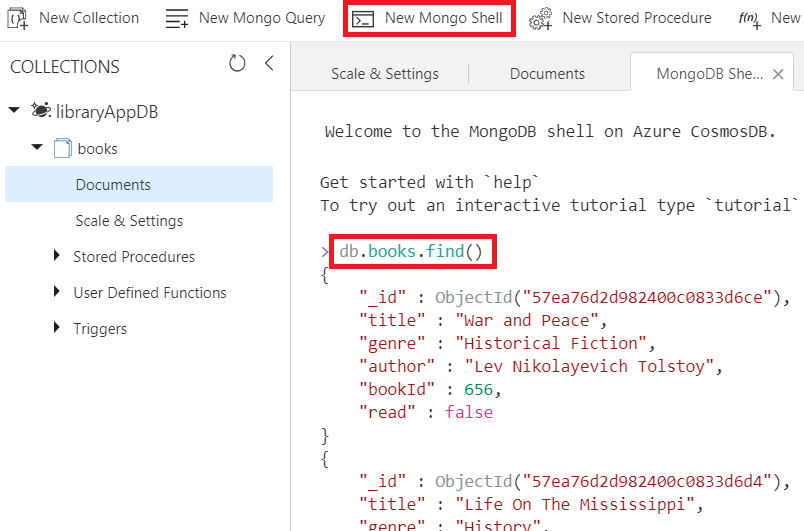 New Collection New Mongo Query New Mongo Shell New Stored Procedure f(n) New
COLLECTIONS
Scale & Settings Documents MongoDB She...
libraryAppDB
books
Documents
Scale & Settings
Stored Procedures
User Defined Functions
Triggers
Welcome to the MongoDB shell on Azure CosmosDB.
Get started with `help`
To try out an interactive tutorial type `tutorial`
> db.books.find()
{
"_id" : ObjectId("57ea76d2d982400c0833d6ce"),
"title" : "War and Peace",
"genre" : "Historical Fiction",
"author" : "Lev Nikolayevich Tolstoy",
"bookId" : 656,
"read" : false
}
{
"_id" : ObjectId("57ea76d2d982400c0833d6d4"),
"title" : "Life On The Mississippi",
"genre" : "History",